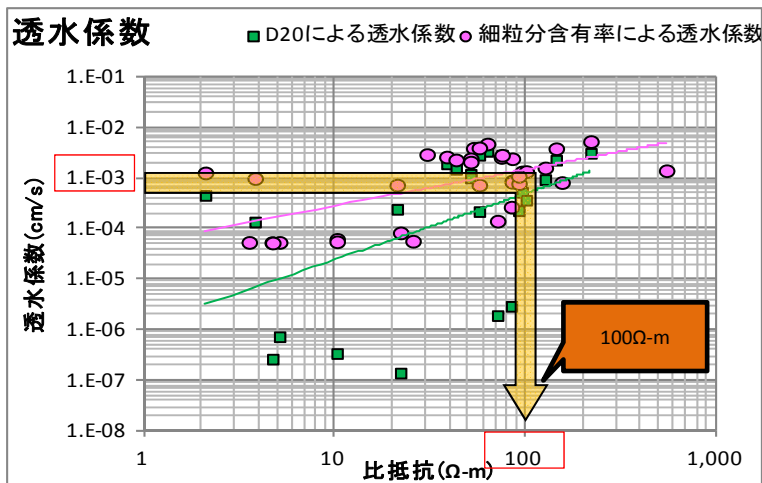 透水係数
D20による透水係数
細粒分含有率による透水係数
1.E-01
1.E-02
1.E-03
1.E-04
1.E-05
1.E-06
1.E-07
1.E-08
透水係数(cm/s)
100Ω-m
1
10
100
1,000
比抵抗(Ω-m)